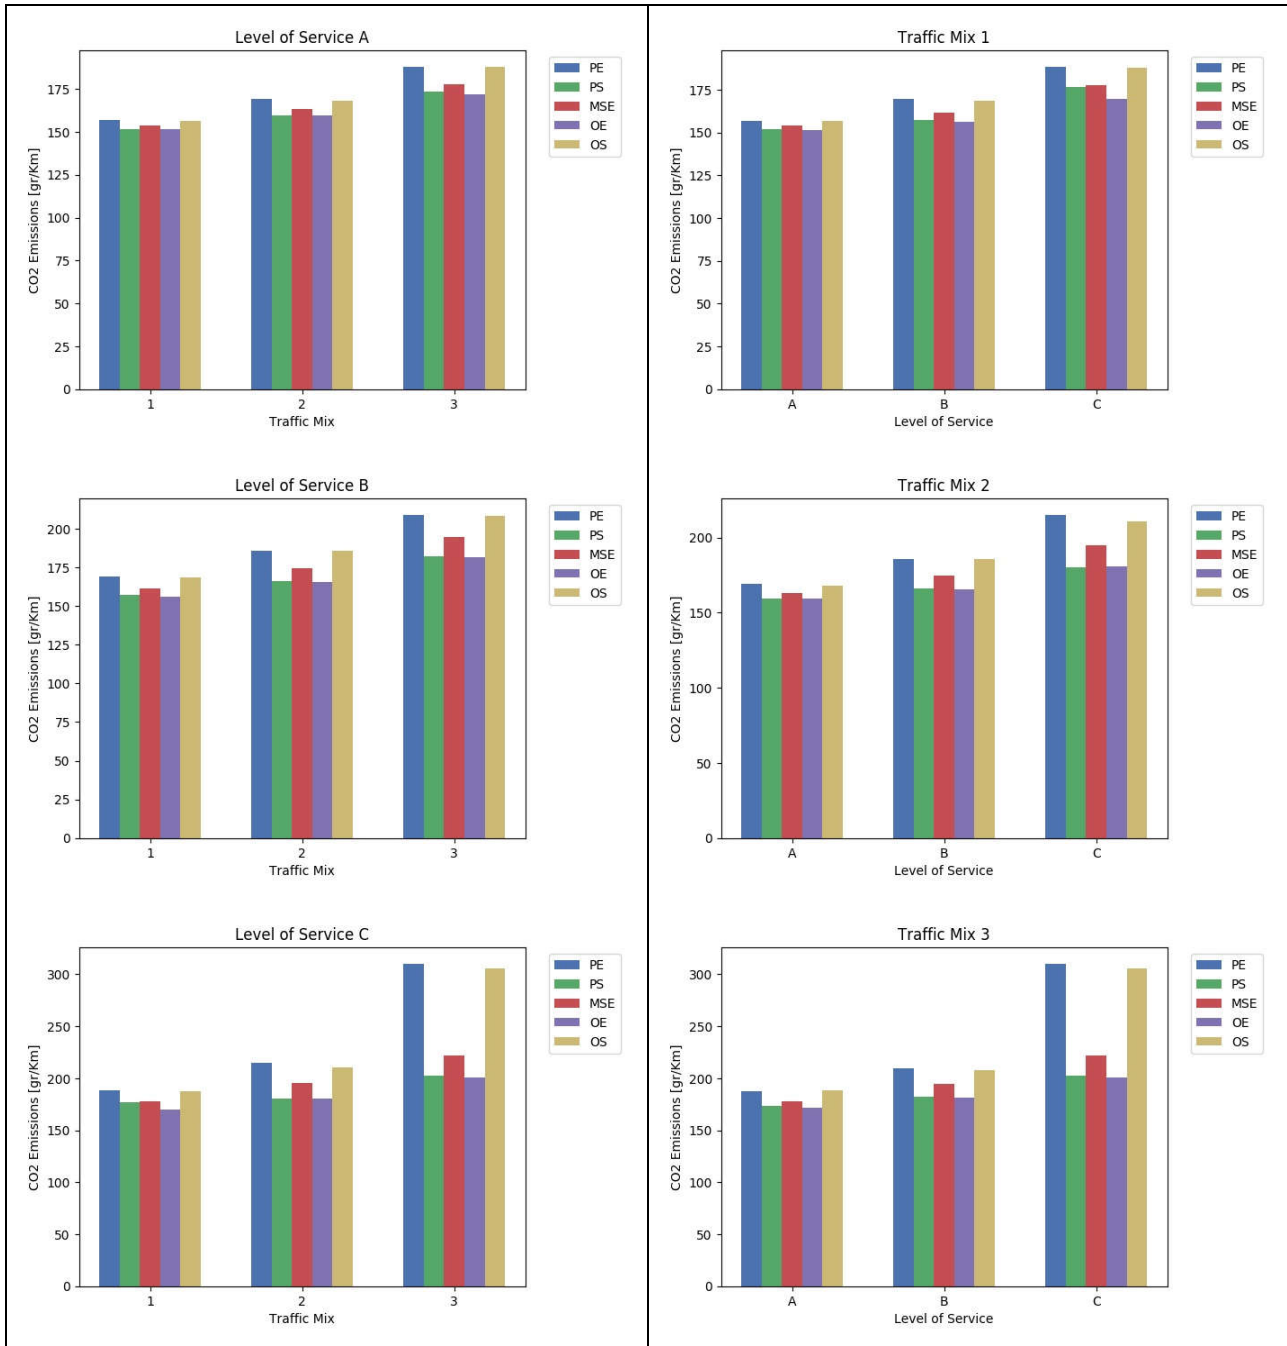 Level of Service A
CO2 Emissions [gr/Km]
175
150
125
100
75
50
25
0
1 2 3
Traffic Mix
PE
PS
MSE
OE
OS
Traffic Mix 1
CO2 Emissions [gr/Km]
175
150
125
100
75
50
25
0
A B C
Level of Service
PE
PS
MSE
OE
OS
Level of Service B
CO2 Emissions [gr/Km]
200
175
150
125
100
75
50
25
0
1 2 3
Traffic Mix
PE
PS
MSE
OE
OS
Traffic Mix 2
CO2 Emissions [gr/Km]
200
150
100
50
0
A B C
Level of Service
PE
PS
MSE
OE
OS
Level of Service C
CO2 Emissions [gr/Km]
300
250
200
150
100
50
0
1 2 3
Traffic Mix
PE
PS
MSE
OE
OS
Traffic Mix 3
CO2 Emissions [gr/Km]
300
250
200
150
100
50
0
A B C
Level of Service
PE
PS
MSE
OE
OS